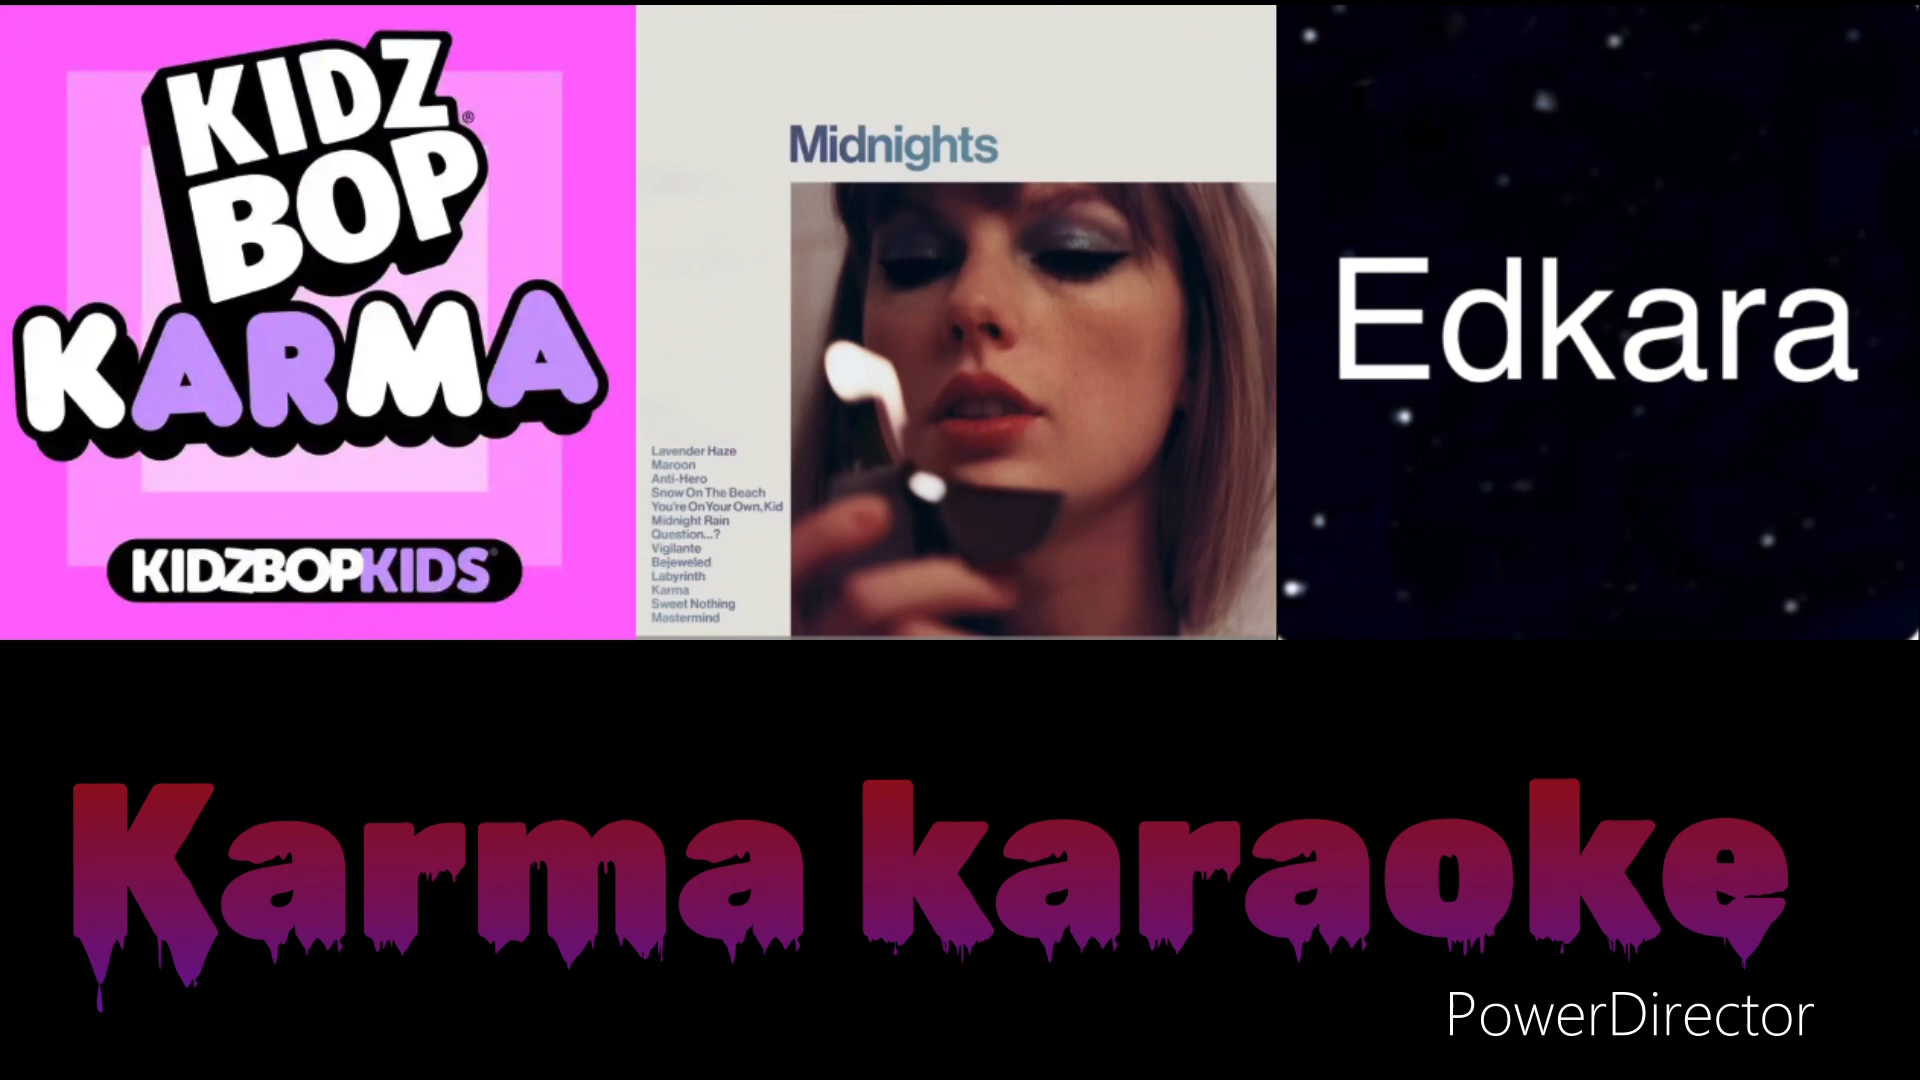 KIDZ
BOP®
KARMA
KIDZBOPKIDS
Midnights
Lavender Haze
Maroon
Anti-Hero
Snow On The Beach
You're On Your Own, Kid
Midnight Rain
Question...?
Vigilante
Bejeweled
Labyrinth
Karma
Sweet Nothing
Mastermind
Edkara
Karma karaoke
PowerDirector